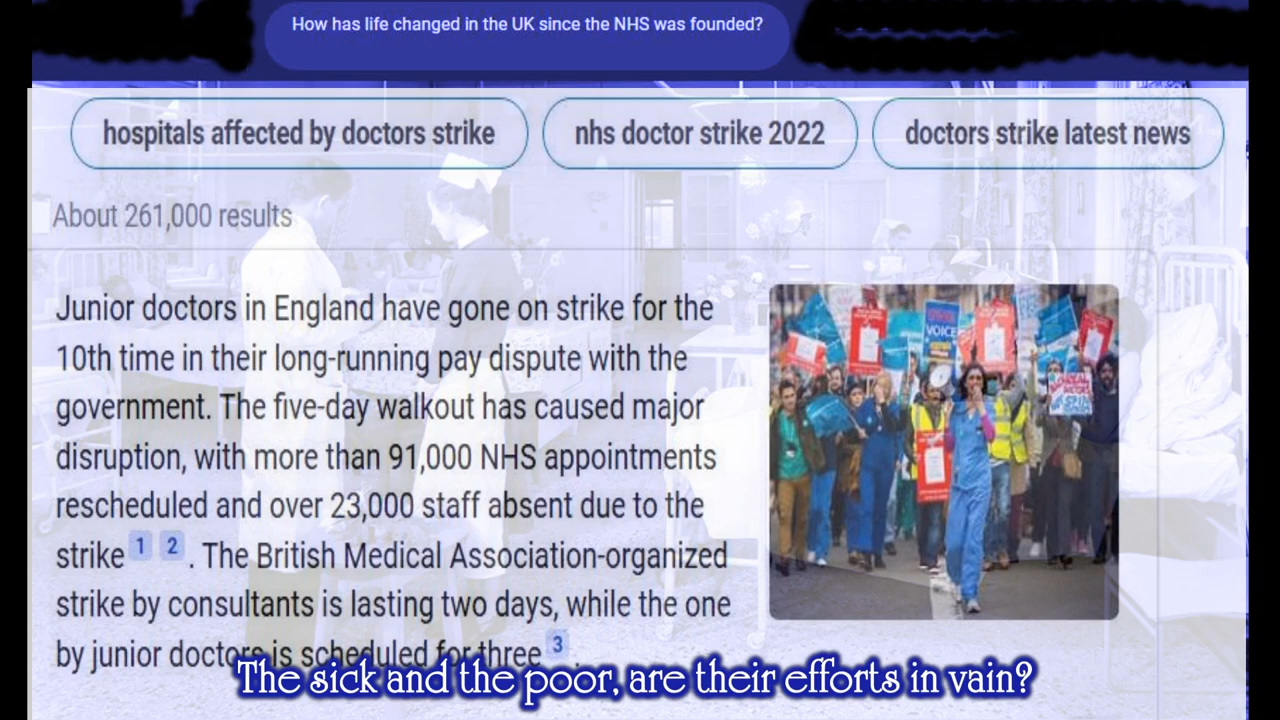 How has life changed in the UK since the NHS was founded?
hospitals affected by doctors strike
nhs doctor strike 2022
doctors strike latest news
About 261,000 results
Junior doctors in England have gone on strike for the
10th time in their long-running pay dispute with the
government. The five-day walkout has caused major
disruption, with more than 91,000 NHS appointments
rescheduled and over 23,000 staff absent due to the
strike 1 2 . The British Medical Association-organized
strike by consultants is lasting two days, while the one
by junior doctors is scheduled for three 3 .
VOICE
The sick and the poor, are their efforts in vain?